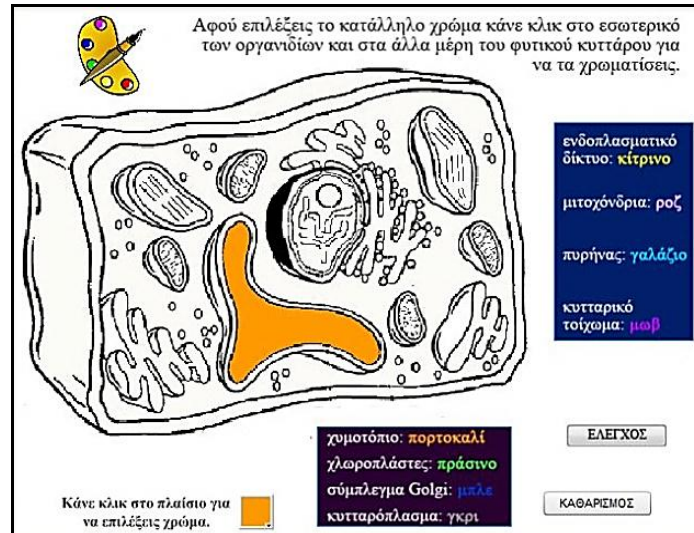 Αφού επιλέξεις το κατάλληλο χρώμα κάνε κλικ στο εσωτερικό
των οργανιδίων και στα άλλα μέρη του φυτικού κυττάρου για
να τα χρωματίσεις.
ενδοπλασματικό
δίκτυο: κίτρινο
μιτοχόνδρια: ροζ
πυρήνας: γαλάζιο
κυτταρικό
τοίχωμα: μωβ
χυμοτόπιο: πορτοκαλί
χλωροπλάστες: πράσινο
σύμπλεγμα Golgi: μπλε
κυτταρόπλασμα: γκρι
ΕΛΕΓΧΟΣ
ΚΑΘΑΡΙΣΜΟΣ
Κάνε κλικ στο πλαίσιο για
να επιλέξεις χρώμα.